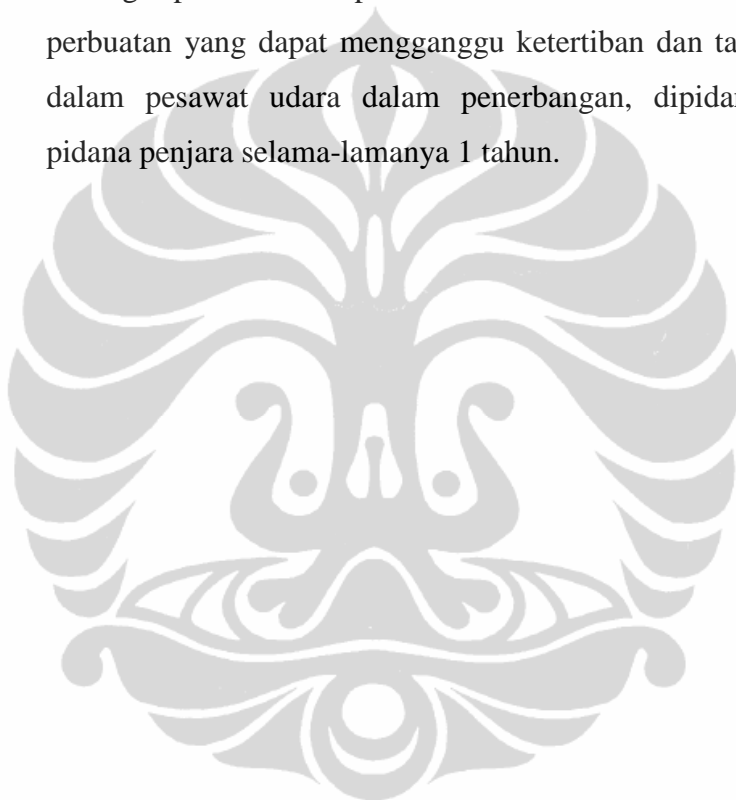 perbuatan yang dapat mengganggu ketertiban dan ta
dalam pesawat udara dalam penerbangan, dipidan
pidana penjara selama-lamanya 1 tahun.